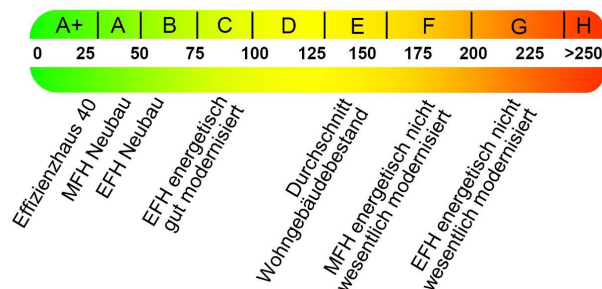 A+ A B C D E F G H
0 25 50 75 100 125 150 175 200 225 >250
Effizienzhaus 40
MFH Neubau
EFH Neubau
EFH energetisch
gut modernisiert
Durchschnitt
Wohngebäudebestand
MFH energetisch nicht
wesentlich modernisiert
EFH energetisch nicht
wesentlich modernisiert